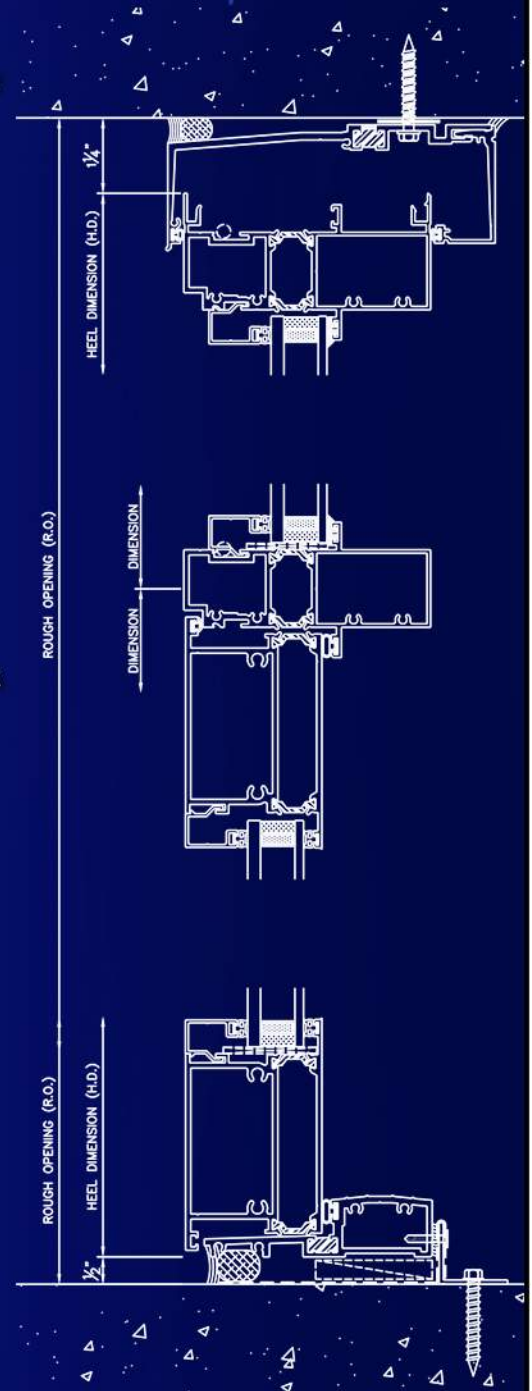 1¼"
HEEL DIMENSION (H.D.)
ROUGH OPENING (R.O.)
DIMENSION
DIMENSION
ROUGH OPENING (R.O.)
HEEL DIMENSION (H.D.)
½"